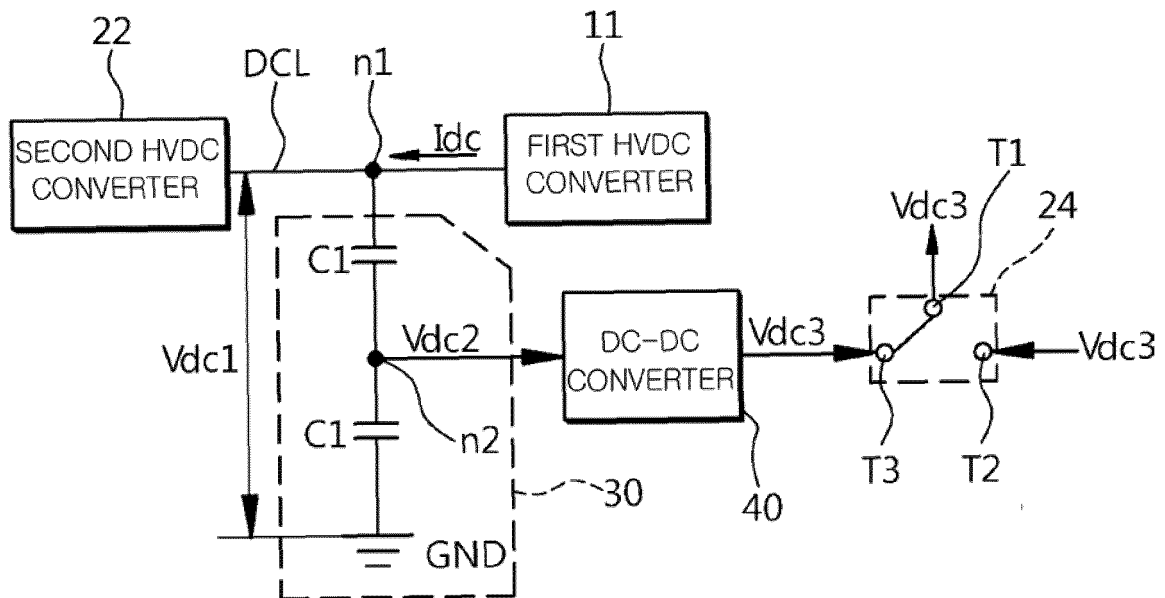 22
DCL
n1
11
SECOND HVDC
CONVERTER
Idc
FIRST HVDC
CONVERTER
T1
Vdc3
24
C1
Vdc1
Vdc2
DC-DC
CONVERTER
Vdc3
Vdc3
C1
n2
T3
T2
30
40
GND